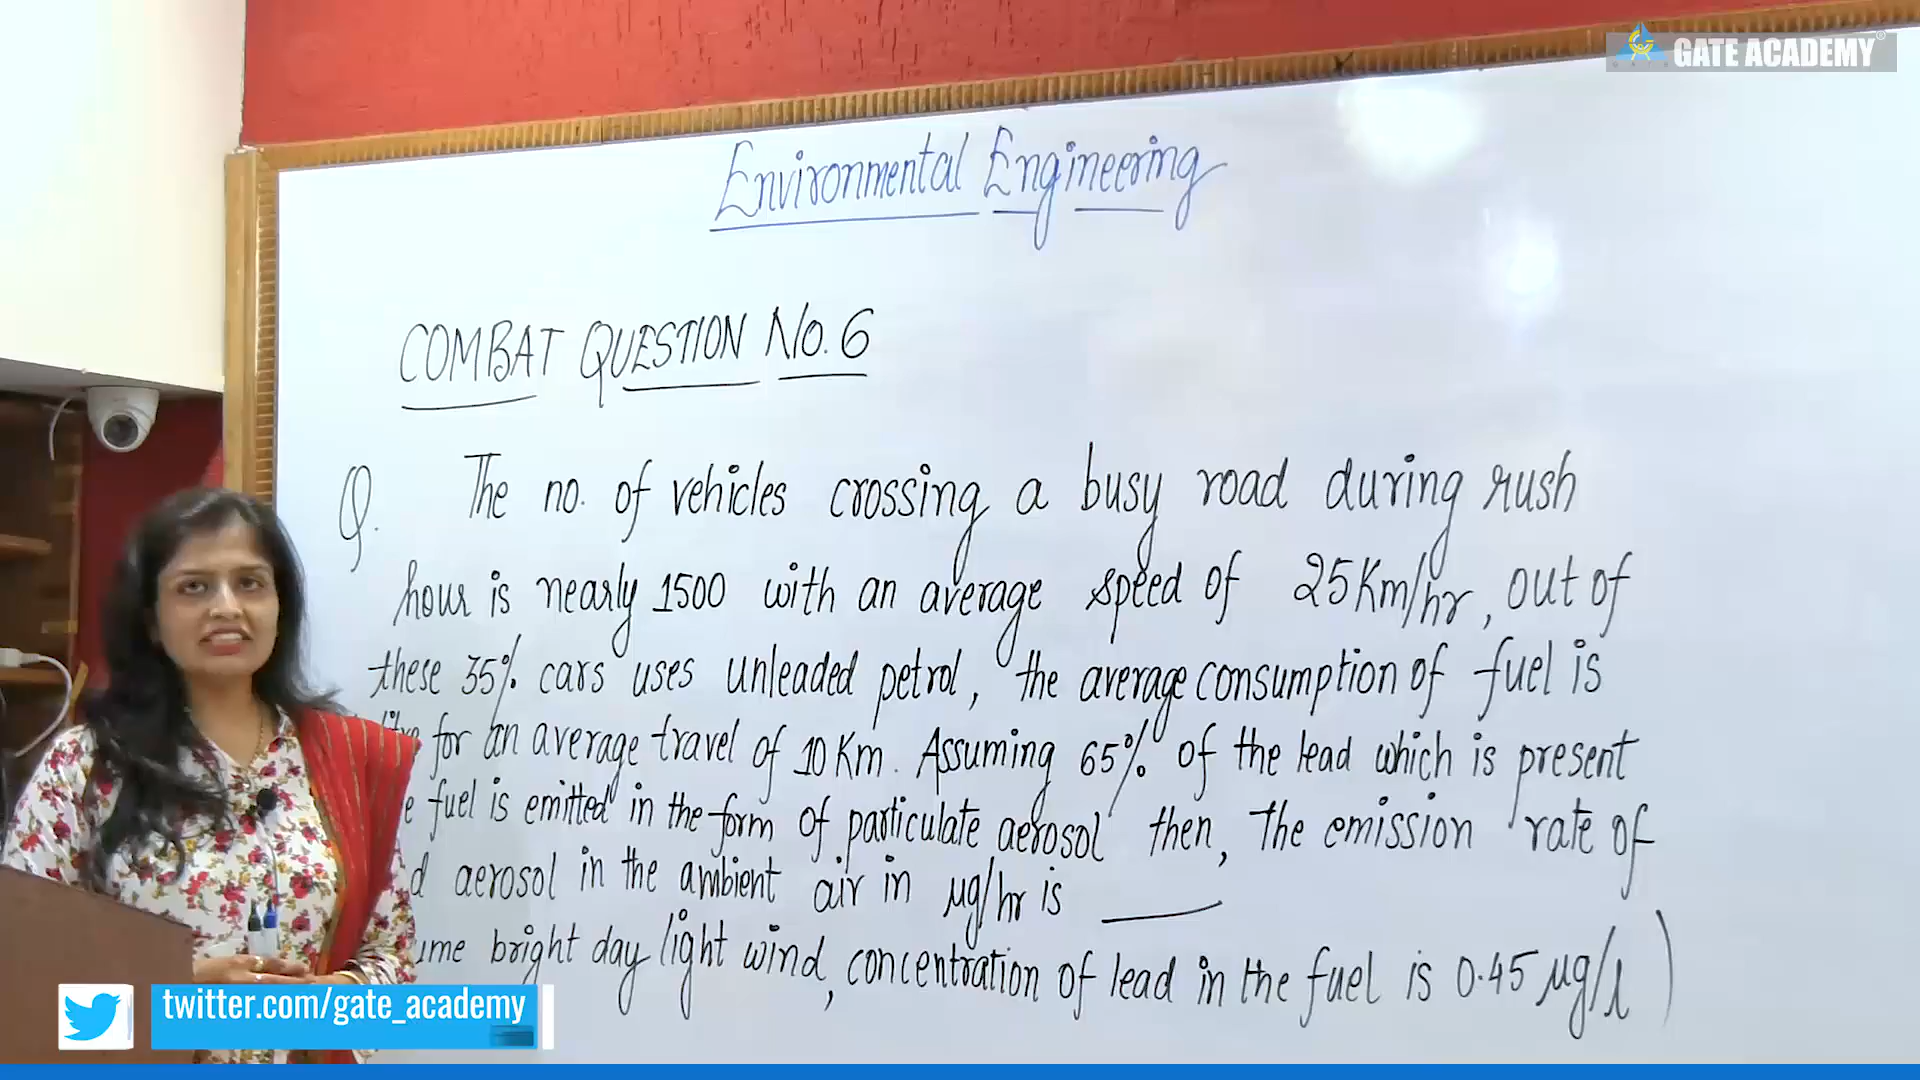 GATE ACADEMY
Environmental Engineering
COMBAT QUESTION No. 6
Q. The no. of vehicles crossing a busy road during rush
hour is nearly 1500 with an average speed of 25 Km/hr, out of
these 35% cars uses unleaded petrol, the average consumption of fuel is
for an average travel of 10 Km. Assuming 65% of the lead which is present
fuel is emitted in the form of particulate aerosol then, the emission rate of
aerosol in the ambient air in μg/hr is
bright day light wind, concentration of lead in the fuel is 0.45 μg/l)
twitter.com/gate_academy